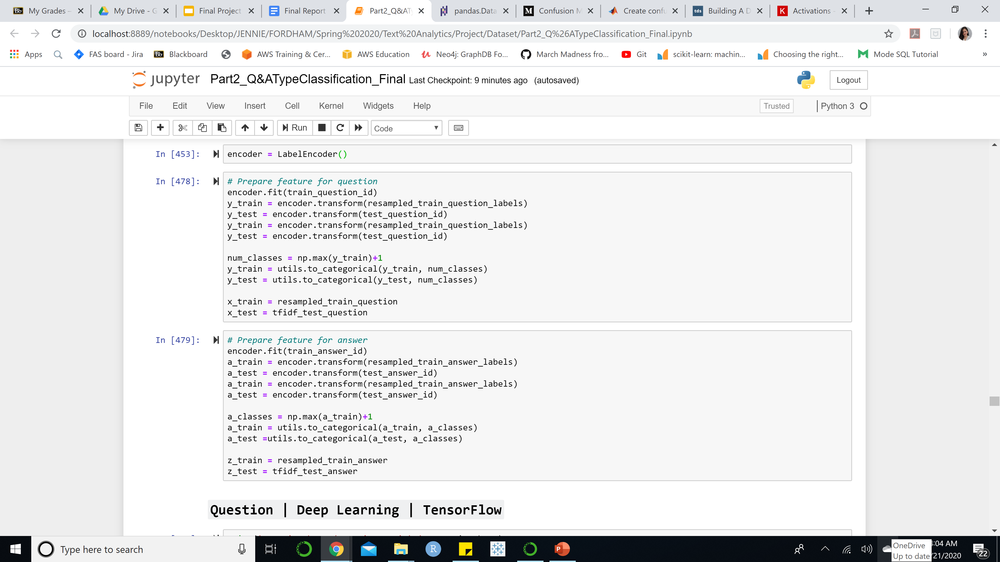 Bb My Grades -
My Drive - G
Final Project
Final Report
Part2_Q&ATy
pandas.Data
M Confusion M
Create confu
tds Building A D
K Activations -
localhost:8889/notebooks/Desktop/JENNIE/FORDHAM/Spring%202020/Text%20Analytics/Project/Dataset/Part2_Q%26ATypeClassification_Final.ipynb
Apps
FAS board - Jira
Bb Blackboard
AWS Training & Cer...
AWS Education
Neo4j: GraphDB Fo...
March Madness fro...
Git
scikit-learn: machin...
Choosing the right...
Mode SQL Tutorial
»
jupyter Part2_Q&ATypeClassification_Final Last Checkpoint: 9 minutes ago (autosaved)
Logout
File Edit View Insert Cell Kernel Widgets Help
Trusted
Python 3
Run
Code
In [453]: encoder = LabelEncoder()
In [478]: # Prepare feature for question
encoder.fit(train_question_id)
y_train = encoder.transform(resampled_train_question_labels)
y_test = encoder.transform(test_question_id)
y_train = encoder.transform(resampled_train_question_labels)
y_test = encoder.transform(test_question_id)
num_classes = np.max(y_train)+1
y_train = utils.to_categorical(y_train, num_classes)
y_test = utils.to_categorical(y_test, num_classes)
x_train = resampled_train_question
x_test = tfidf_test_question
In [479]: # Prepare feature for answer
encoder.fit(train_answer_id)
a_train = encoder.transform(resampled_train_answer_labels)
a_test = encoder.transform(test_answer_id)
a_train = encoder.transform(resampled_train_answer_labels)
a_test = encoder.transform(test_answer_id)
a_classes = np.max(a_train)+1
a_train = utils.to_categorical(a_train, a_classes)
a_test =utils.to_categorical(a_test, a_classes)
z_train = resampled_train_answer
z_test = tfidf_test_answer
Question | Deep Learning | TensorFlow
Type here to search
R
P
OneDrive
Up to date
:04 AM
/21/2020
22